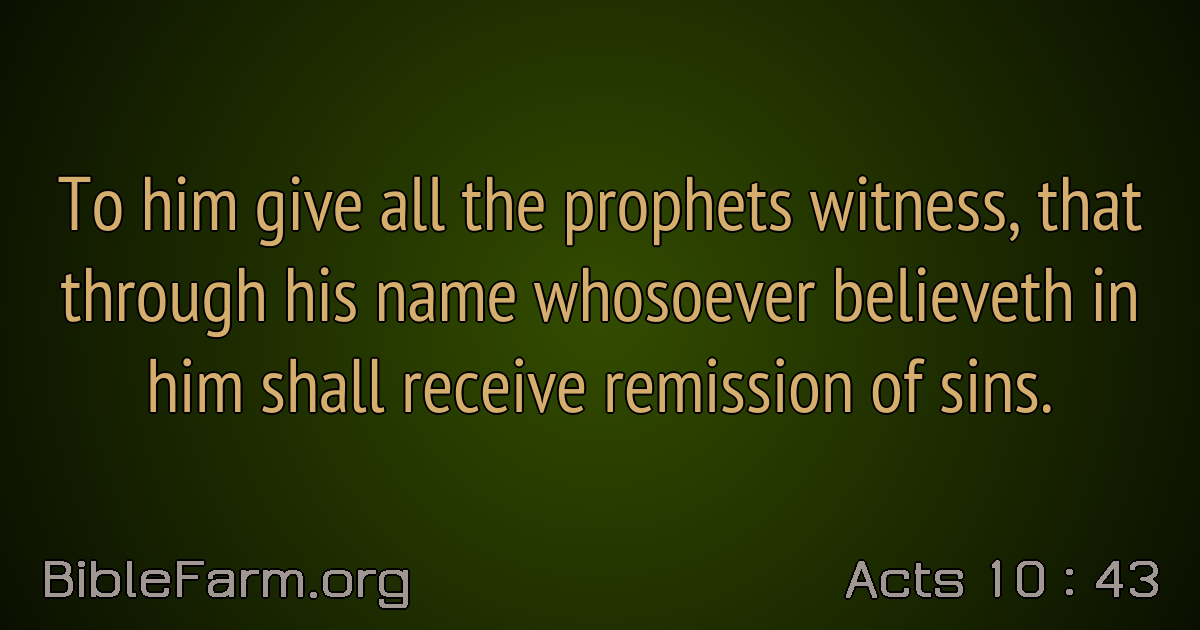 To him give all the prophets witness, that
through his name whosoever believeth in
him shall receive remission of sins.
BibleFarm.org
Acts 10 : 43